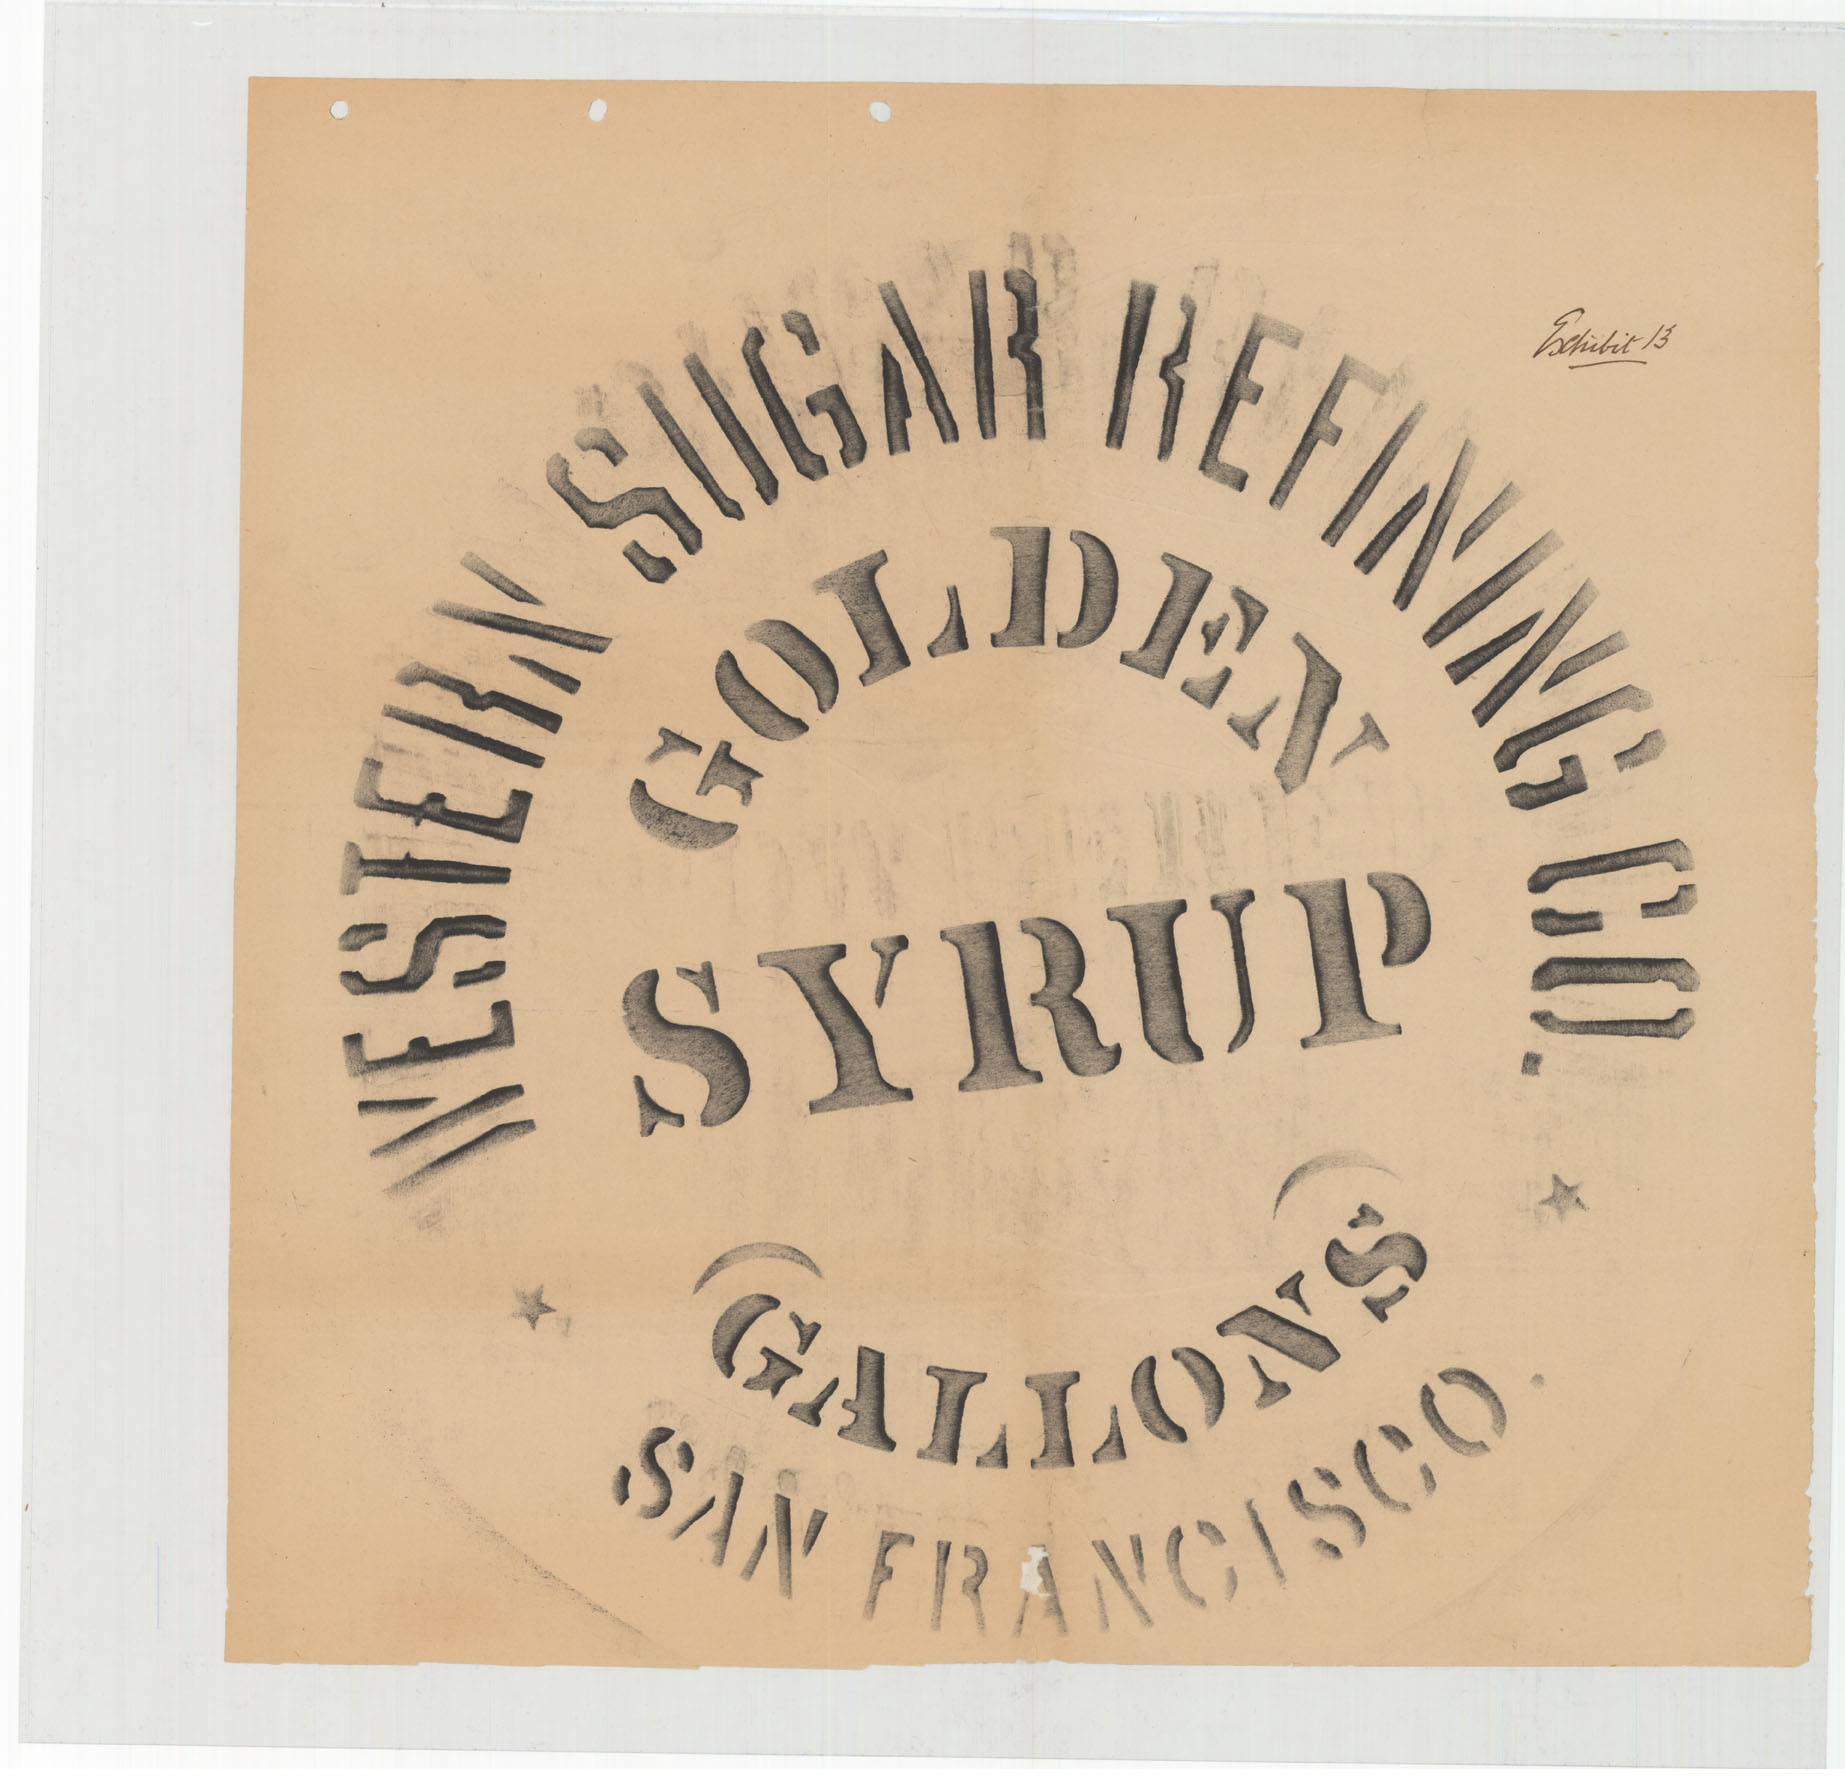 Exhibit 13
WESTERN SUGAR REFINING CO.
GOLDEN
SYRUP
GALLONS
SAN FRANCISCO.